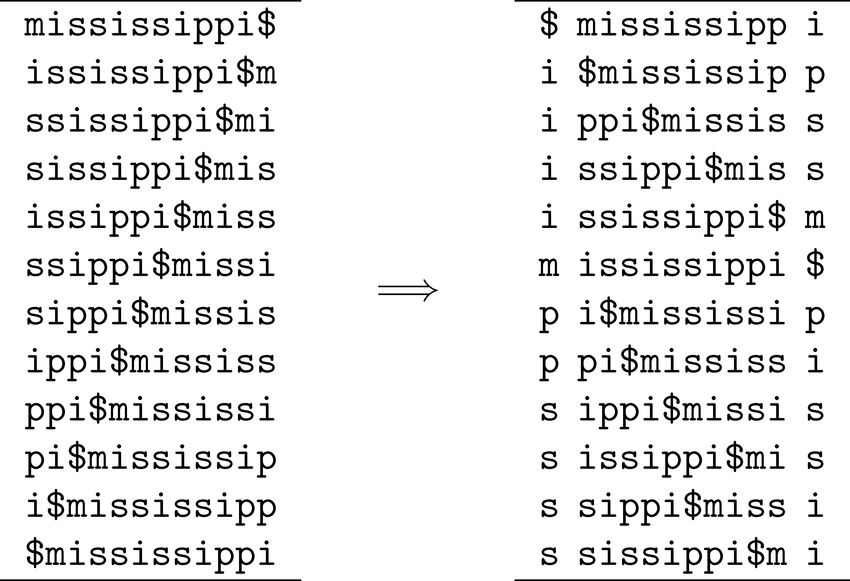 mississippi$
ississippi$m
ssissippi$mi
sissippi$mis
issippi$miss
ssippi$missi
sippi$missis
ippi$mississ
ppi$mississi
pi$mississip
i$mississipp
$mississippi
⟹
$ mississipp i
i $mississip p
i ppi$missis s
i ssippi$mis s
i ssissippi$ m
m ississippi $
p i$mississi p
p pi$mississ i
s ippi$missi s
s issippi$mi s
s sippi$miss i
s sissippi$m i